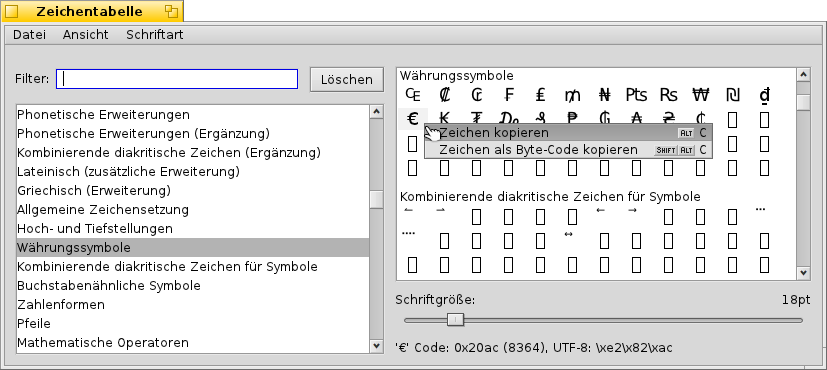 Zeichentabelle
Datei Ansicht Schriftart
Filter:
Löschen
Phonetische Erweiterungen
Phonetische Erweiterungen (Ergänzung)
Kombinierende diakritische Zeichen (Ergänzung)
Lateinisch (zusätzliche Erweiterung)
Griechisch (Erweiterung)
Allgemeine Zeichensetzung
Hoch- und Tiefstellungen
Währungssymbole
Kombinierende diakritische Zeichen für Symbole
Buchstabenähnliche Symbole
Zahlenformen
Pfeile
Mathematische Operatoren
Währungssymbole
₠ ₡ ₢ ₣ ₤ ₥ ₦ ₧ ₨ ₩ ₪ ₫
€ ₭ ₮ ₯ ₰ ₱ ₲ ₳ ₴ ₵
Zeichen kopieren ALT C
Zeichen als Byte-Code kopieren SHIFT ALT C
Kombinierende diakritische Zeichen für Symbole
Schriftgröße: 18pt
'€' Code: 0x20ac (8364), UTF-8: \xe2\x82\xac